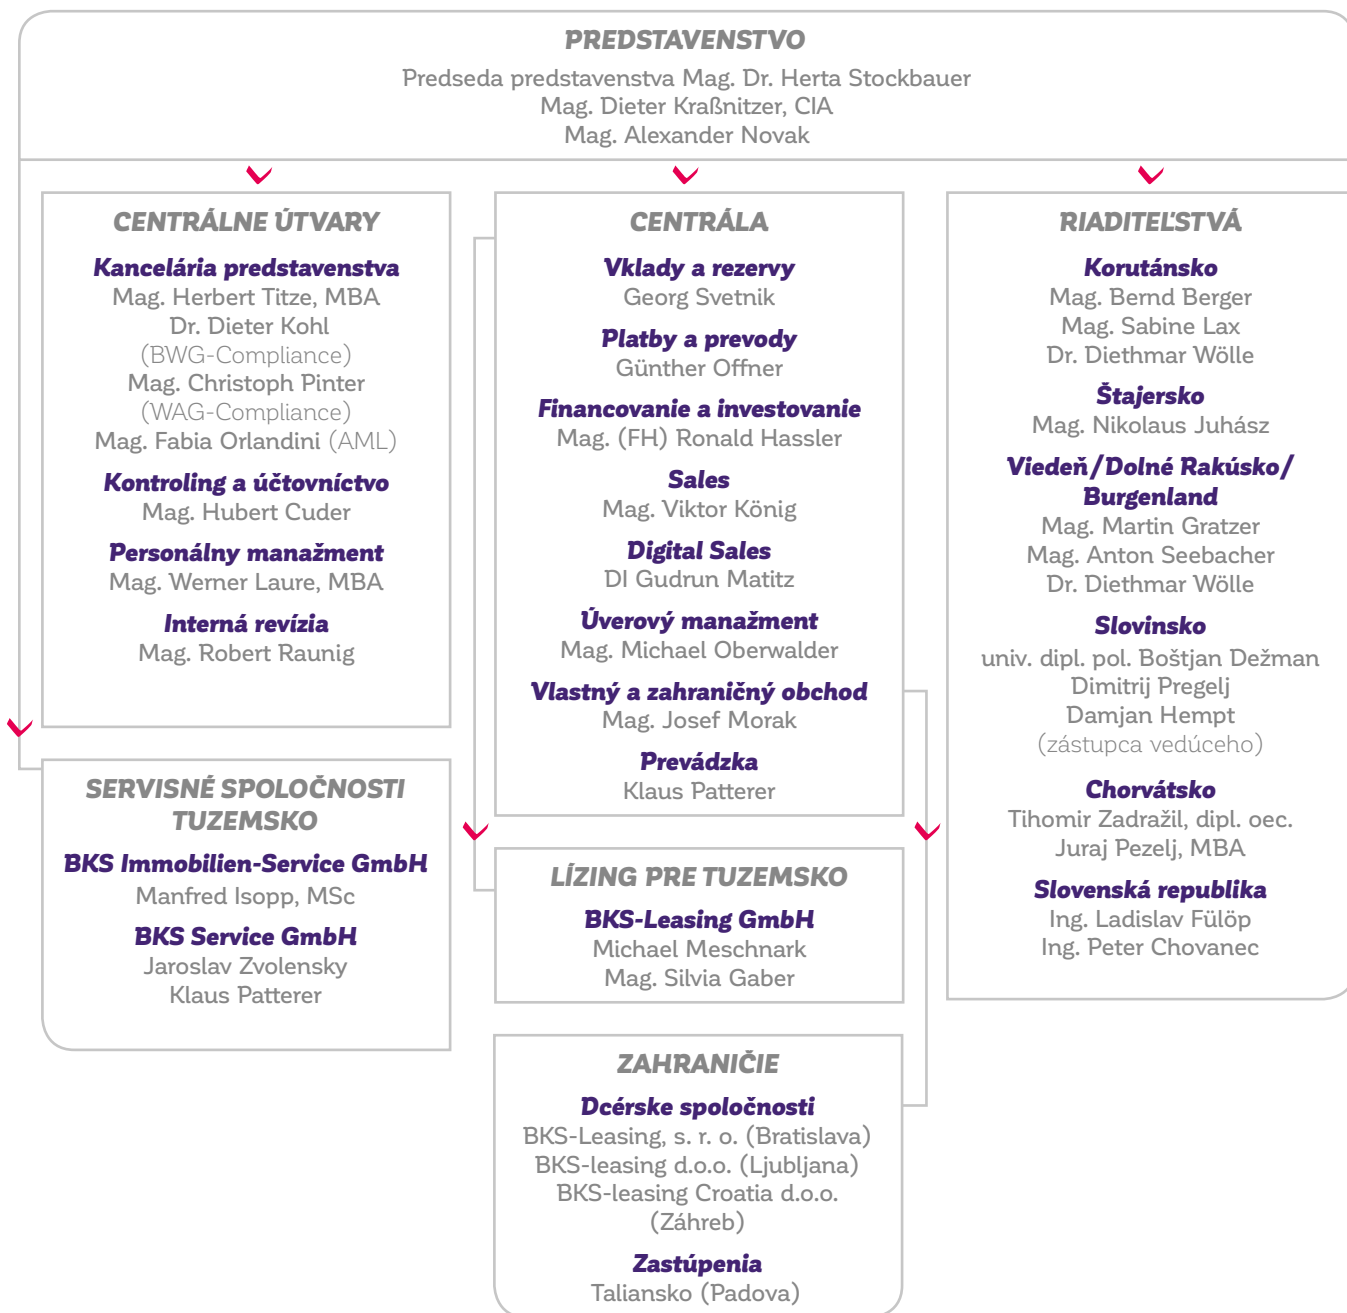 PREDSTAVENSTVO
Predseda predstavenstva Mag. Dr. Herta Stockbauer
Mag. Dieter Kraßnitzer, CIA
Mag. Alexander Novak
CENTRÁLNE ÚTVARY
Kancelária predstavenstva
Mag. Herbert Titze, MBA
Dr. Dieter Kohl
(BWG-Compliance)
Mag. Christoph Pinter
(WAG-Compliance)
Mag. Fabia Orlandini (AML)
Kontroling a účtovníctvo
Mag. Hubert Cuder
Personálny manažment
Mag. Werner Laure, MBA
Interná revízia
Mag. Robert Raunig
SERVISNÉ SPOLOČNOSTI
TUZEMSKO
BKS Immobilien-Service GmbH
Manfred Isopp, MSc
BKS Service GmbH
Jaroslav Zvolensky
Klaus Patterer
CENTRÁLA
Vklady a rezervy
Georg Svetnik
Platby a prevody
Günther Offner
Financovanie a investovanie
Mag. (FH) Ronald Hassler
Sales
Mag. Viktor König
Digital Sales
DI Gudrun Matitz
Úverový manažment
Mag. Michael Oberwalder
Vlastný a zahraničný obchod
Mag. Josef Morak
Prevádzka
Klaus Patterer
LÍZING PRE TUZEMSKO
BKS-Leasing GmbH
Michael Meschnark
Mag. Silvia Gaber
ZAHRANIČIE
Dcérske spoločnosti
BKS-Leasing, s. r. o. (Bratislava)
BKS-leasing d.o.o. (Ljubljana)
BKS-leasing Croatia d.o.o.
(Záhreb)
Zastúpenia
Taliansko (Padova)
RIADITEĽSTVÁ
Korutánsko
Mag. Bernd Berger
Mag. Sabine Lax
Dr. Diethmar Wölle
Štajersko
Mag. Nikolaus Juhász
Viedeň/Dolné Rakúsko/
Burgenland
Mag. Martin Gratzer
Mag. Anton Seebacher
Dr. Diethmar Wölle
Slovinsko
univ. dipl. pol. Boštjan Dežman
Dimitrij Pregelj
Damjan Hempt
(zástupca vedúceho)
Chorvátsko
Tihomir Zadražil, dipl. oec.
Juraj Pezelj, MBA
Slovenská republika
Ing. Ladislav Fülöp
Ing. Peter Chovanec